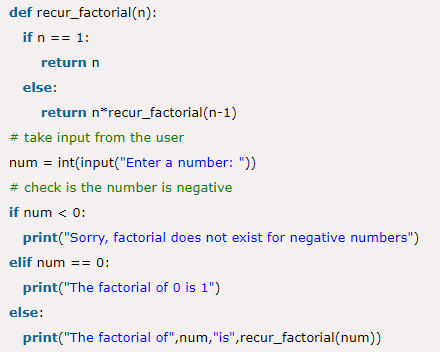 def recur_factorial(n):
if n == 1:
return n
else:
return n*recur_factorial(n-1)
# take input from the user
num = int(input("Enter a number: "))
# check is the number is negative
if num < 0:
print("Sorry, factorial does not exist for negative numbers")
elif num == 0:
print("The factorial of 0 is 1")
else:
print("The factorial of",num,"is",recur_factorial(num))